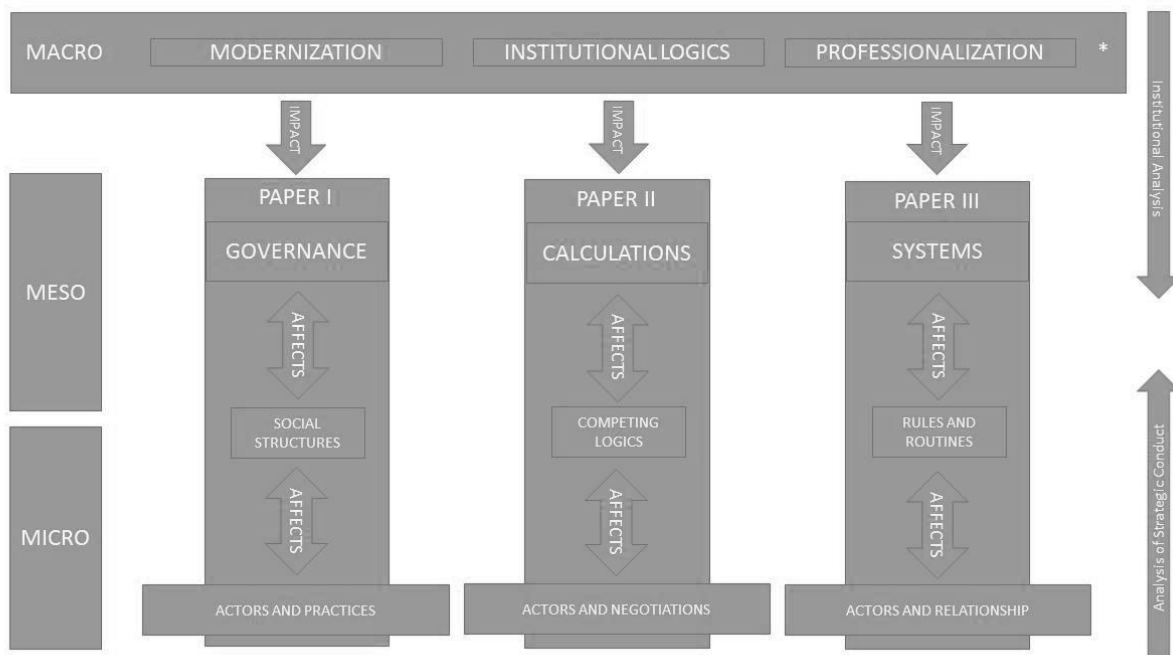 MACRO
MODERNIZATION
INSTITUTIONAL LOGICS
PROFESSIONALIZATION
*
IMPACT
IMPACT
IMPACT
Institutional Analysis
MESO
PAPER I
GOVERNANCE
AFFECTS
PAPER II
CALCULATIONS
AFFECTS
PAPER III
SYSTEMS
AFFECTS
MICRO
SOCIAL
STRUCTURES
AFFECTS
ACTORS AND PRACTICES
COMPETING
LOGICS
AFFECTS
ACTORS AND NEGOTIATIONS
RULES AND
ROUTINES
AFFECTS
ACTORS AND RELATIONSHIP
Analysis of Strategic Conduct